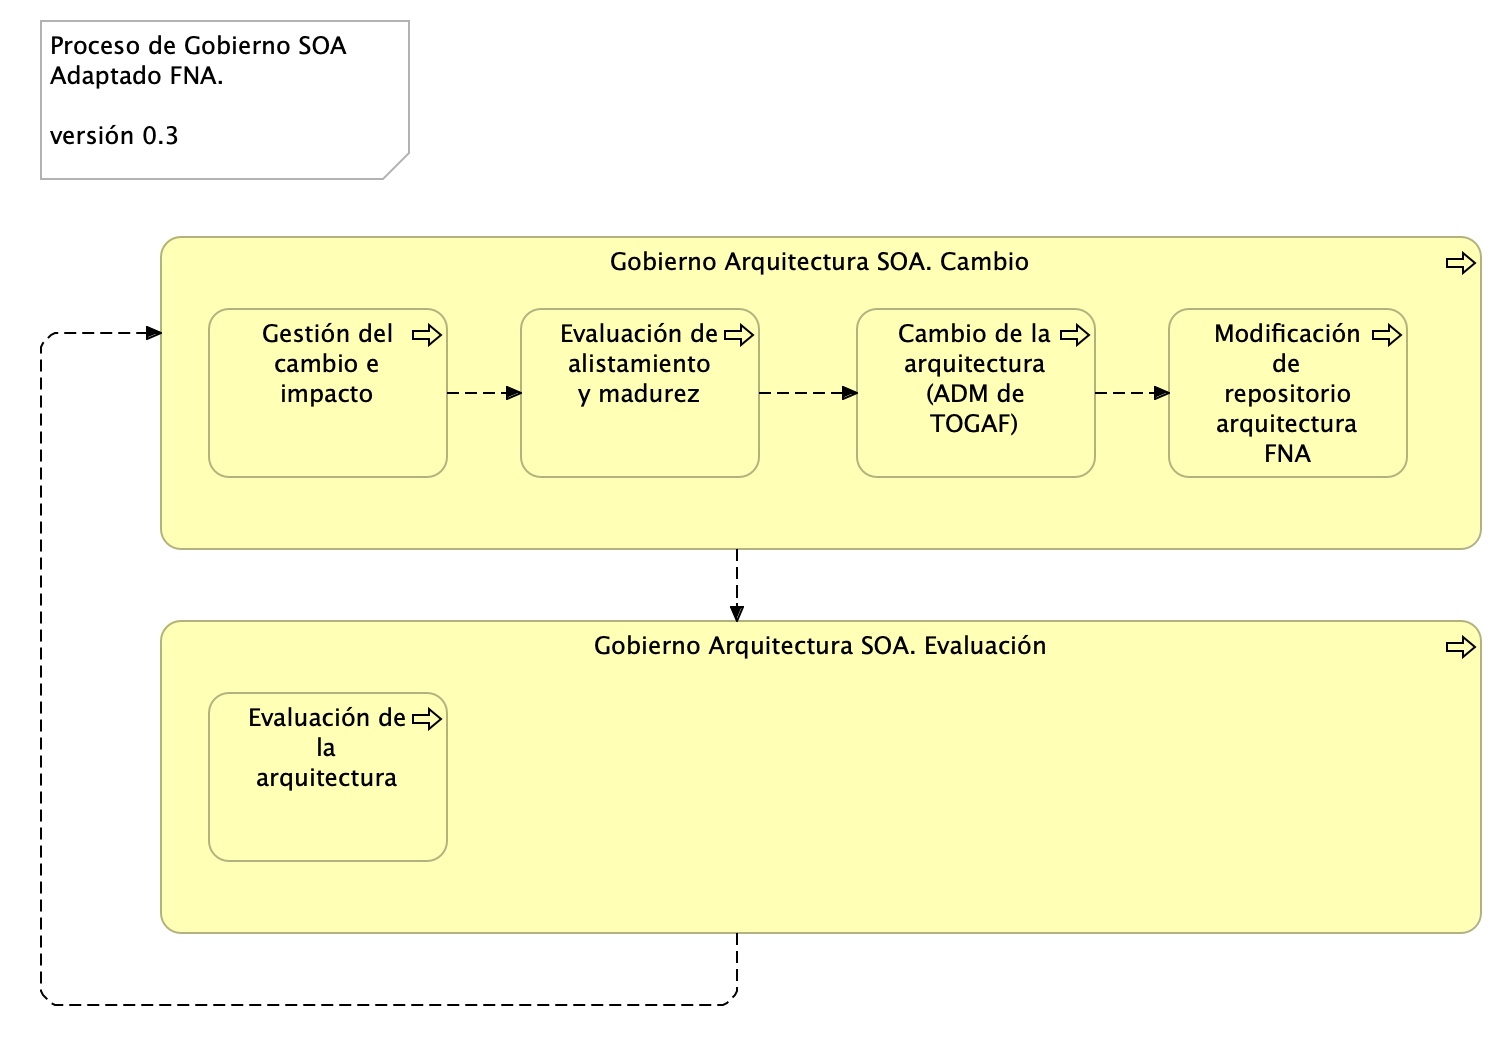 Proceso de Gobierno SOA
Adaptado FNA.
versión 0.3
Gobierno Arquitectura SOA. Cambio
Gestión del
cambio e
impacto
Evaluación de
alistamiento
y madurez
Cambio de la
arquitectura
(ADM de
TOGAF)
Modificación
de
repositorio
arquitectura
FNA
Gobierno Arquitectura SOA. Evaluación
Evaluación de
la
arquitectura